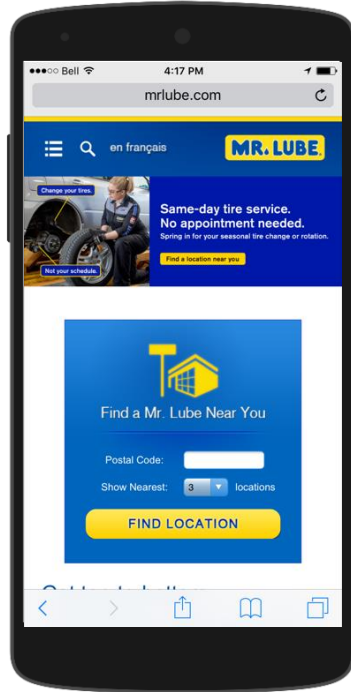 Bell
4:17 PM
mrlube.com
en français
MR. LUBE
Change your tires.
Not your schedule.
Same-day tire service.
No appointment needed.
Spring in for your seasonal tire change or rotation.
Find a location near you
Find a Mr. Lube Near You
Postal Code:
Show Nearest: 3 locations
FIND LOCATION